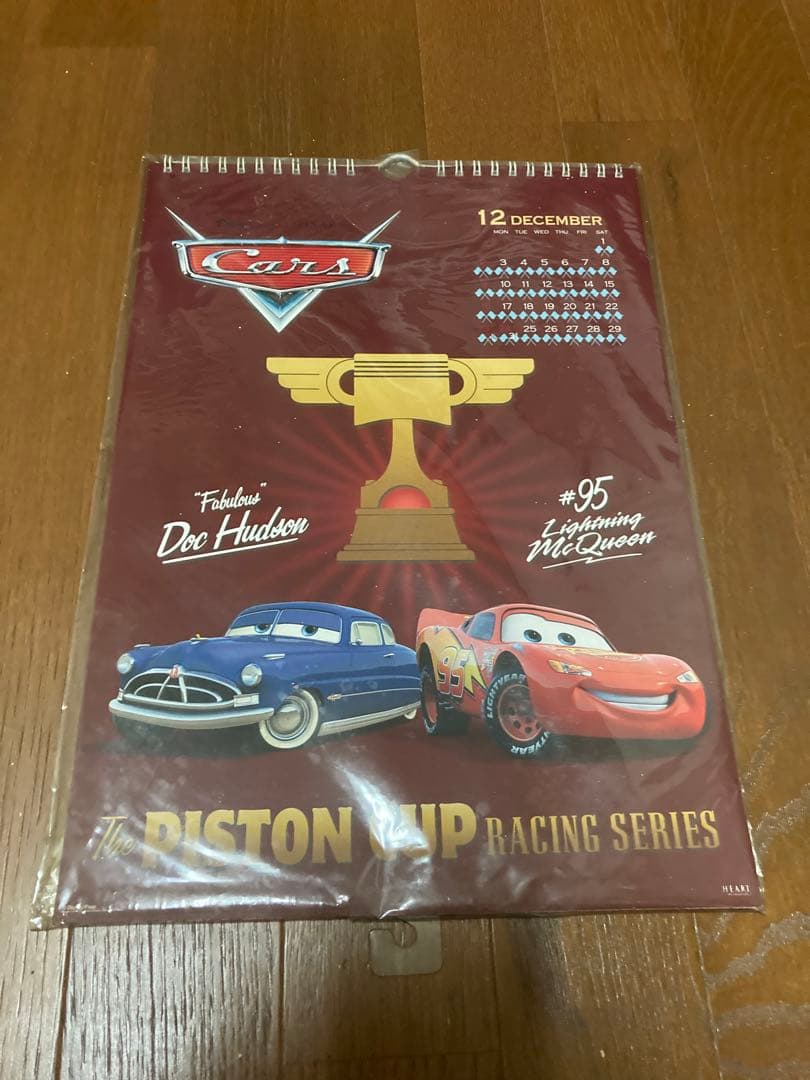 Cars
12 DECEMBER
MON TUE WED THU FRI SAT
1
3 4 5 6 7 8
10 11 12 13 14 15
17 18 19 20 21 22
31 25 26 27 28 29
"Fabulous"
Doc Hudson
#95
Lightning
McQueen
95
LIGHTYEAR
The PISTON CUP RACING SERIES
HEART